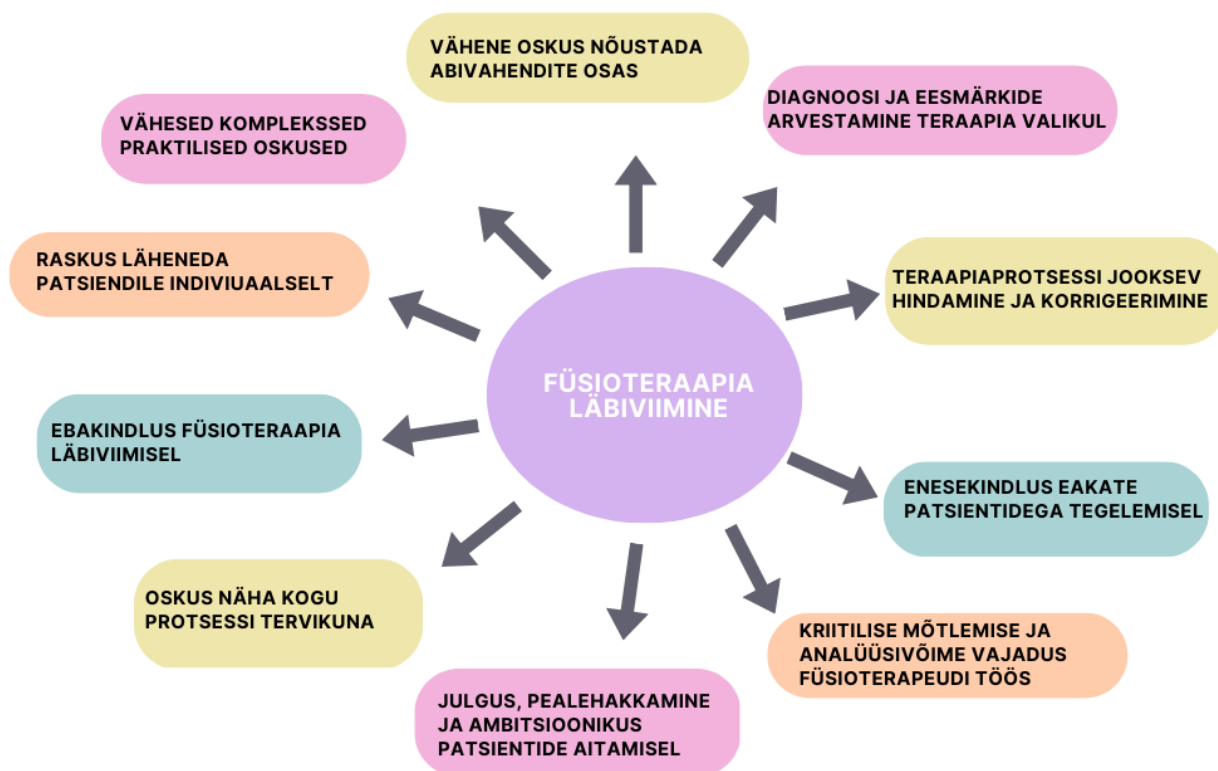 VÄHENE OSKUS NÕUSTADA
ABIVAHENDITE OSAS
DIAGNOOSI JA EESMÄRKIDE
ARVESTAMINE TERAAPIA VALIKUL
VÄHESED KOMPLEKSSED
PRAKTILISED OSKUSED
RASKUS LÄHENEDA
PATSIENDILE INDIVIUAALSELT
TERAAPIAPROTSESSI JOOKSEV
HINDAMINE JA KORRIGEERIMINE
FÜSIOTERAAPIA
LÄBIVIIMINE
EBAKINDLUS FÜSIOTERAAPIA
LÄBIVIIMISEL
ENESEKINDLUS EAKATE
PATSIENTIDEGA TEGELEMISEL
OSKUS NÄHA KOGU
PROTSESSI TERVIKUNA
KRIITILISE MÕTLEMISE JA
ANALÜÜSIVÕIME VAJADUS
FÜSIOTERAPEUDI TÖÖS
JULGUS, PEALEHAKKAMINE
JA AMBITSIOONIKUS
PATSIENTIDE AITAMISEL